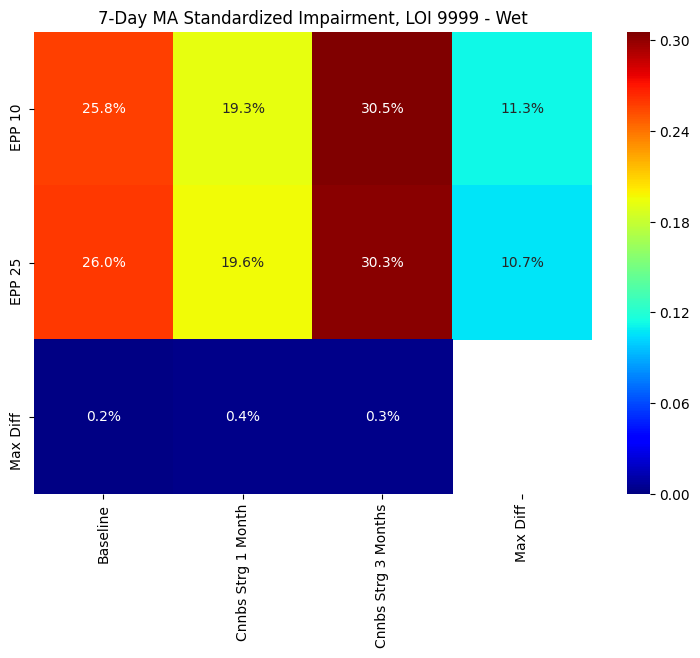 7-Day MA Standardized Impairment, LOI 9999 - Wet
EPP 10
25.8%
19.3%
30.5%
11.3%
EPP 25
26.0%
19.6%
30.3%
10.7%
Max Diff
0.2%
0.4%
0.3%
Baseline
Cnnbs Strg 1 Month
Cnnbs Strg 3 Months
Max Diff
0.30
0.24
0.18
0.12
0.06
0.00